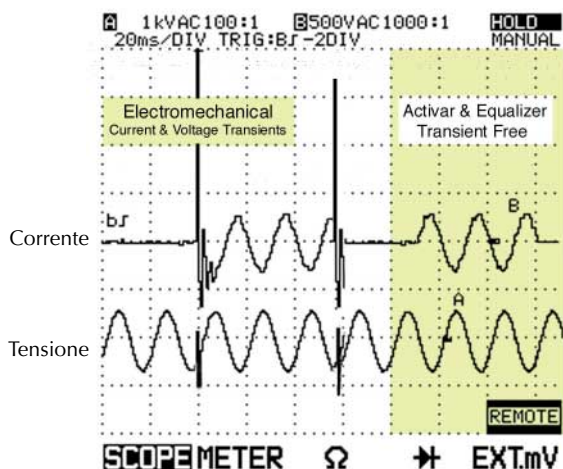 A 1kVAC100:1 B 500VAC1000:1 HOLD
20ms/DIV TRIG:B -2DIV MANUAL
Electromechanical
Current & Voltage Transients
Activar & Equalizer
Transient Free
b
B
Corrente
A
Tensione
REMOTE
SCOPE METER Ω EXT.mV